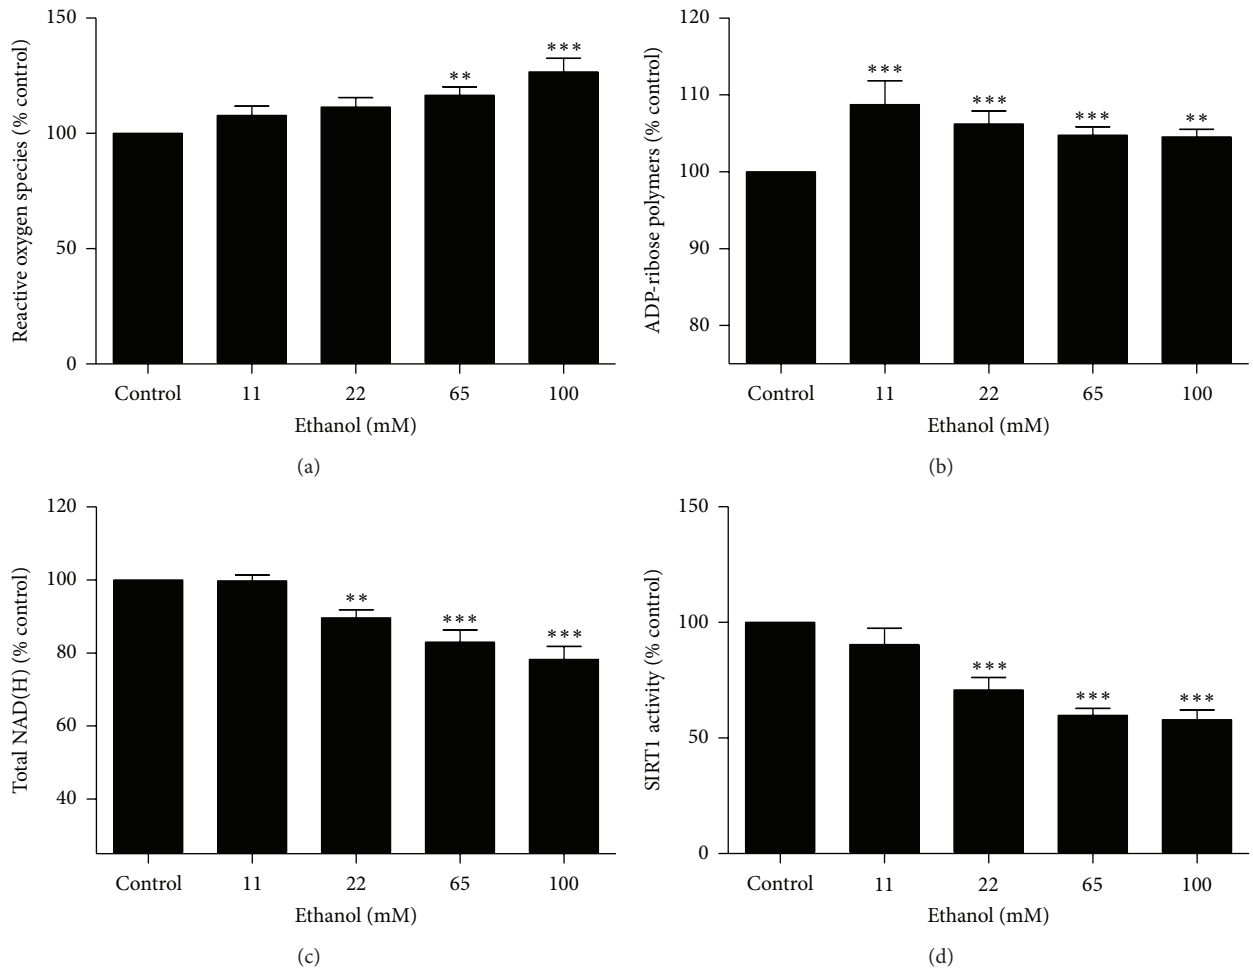 Reactive oxygen species (% control)
150
100
50
0
**
***
Control 11 22 65 100
Ethanol (mM)
(a)
ADP-ribose polymers (% control)
120
110
100
90
80
***
***
***
**
Control 11 22 65 100
Ethanol (mM)
(b)
Total NAD(H) (% control)
120
100
80
60
40
**
***
***
Control 11 22 65 100
Ethanol (mM)
(c)
SIRT1 activity (% control)
150
100
50
0
***
***
***
Control 11 22 65 100
Ethanol (mM)
(d)